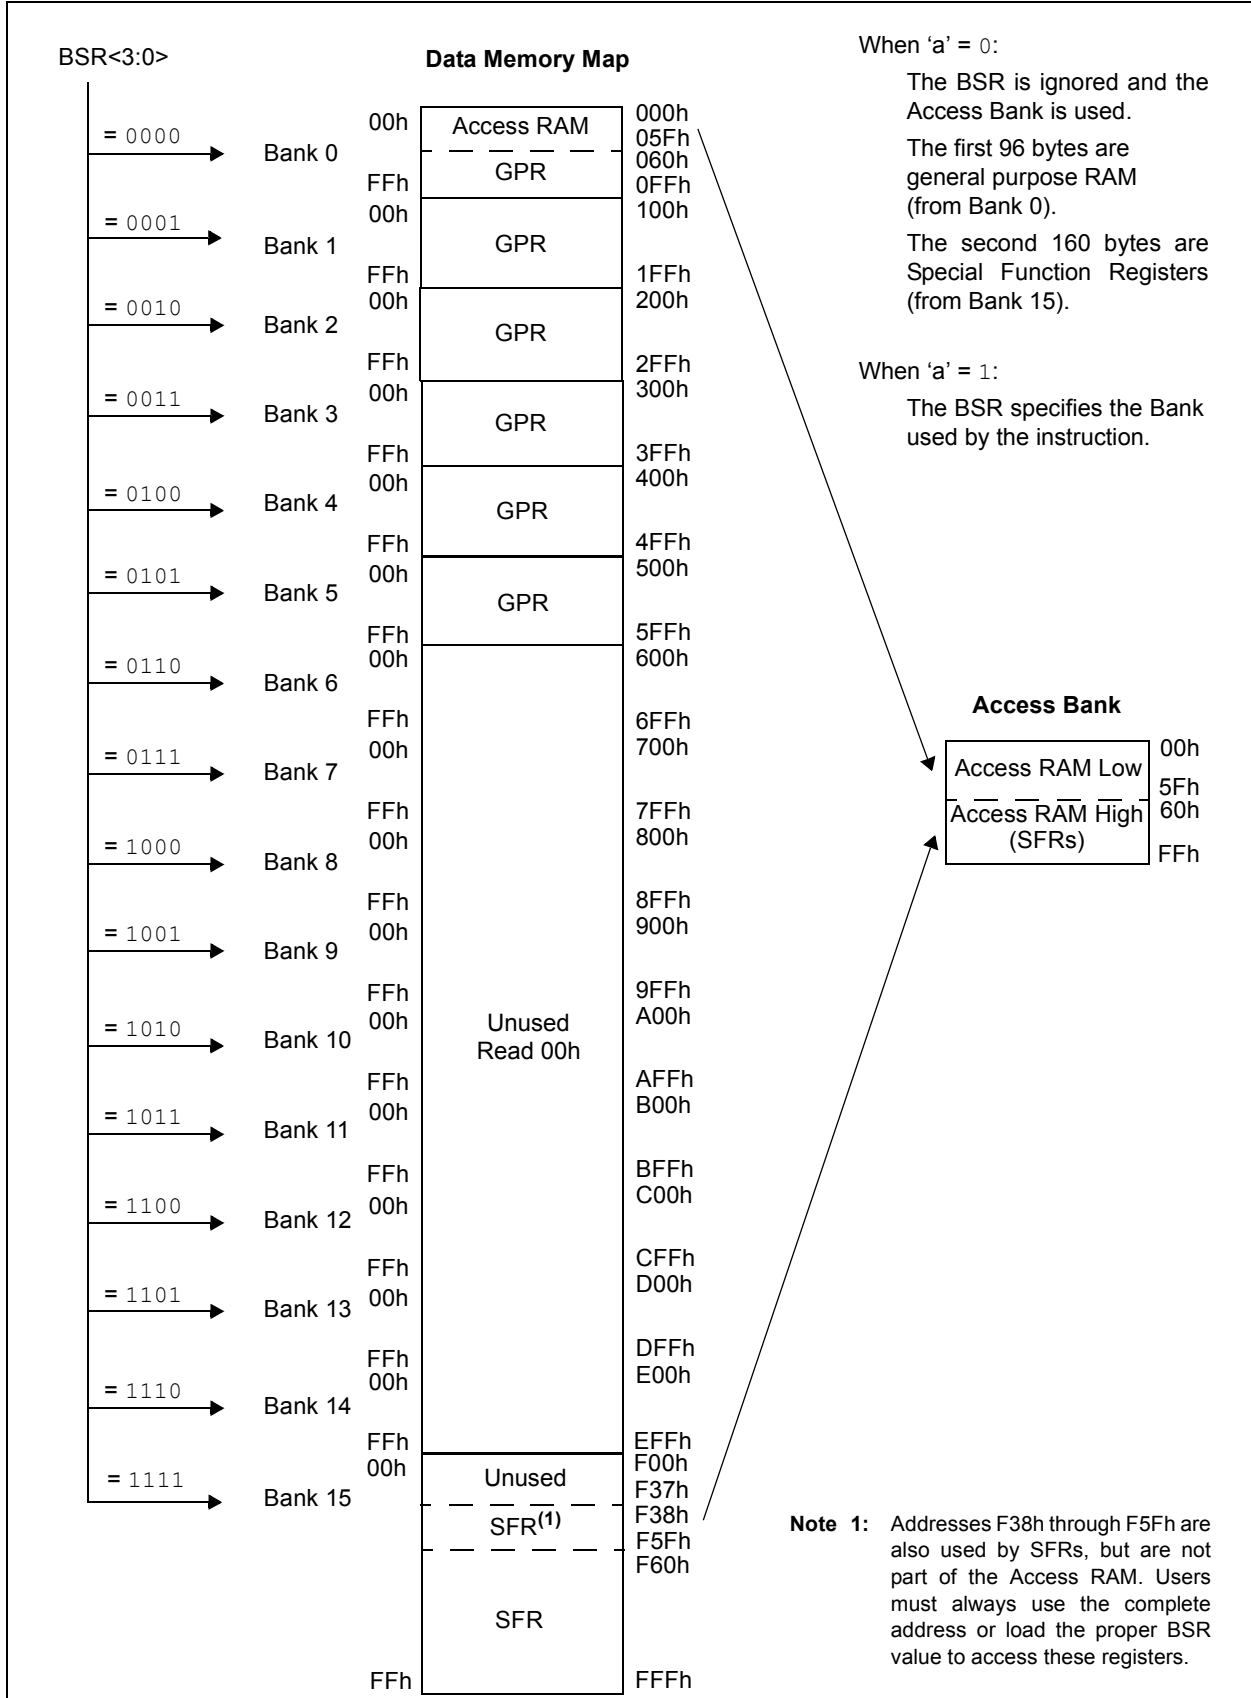 BSR<3:0>
Data Memory Map
When ‘a’ = 0:
The BSR is ignored and the
Access Bank is used.
The first 96 bytes are
general purpose RAM
(from Bank 0).
The second 160 bytes are
Special Function Registers
(from Bank 15).
When ‘a’ = 1:
The BSR specifies the Bank
used by the instruction.
= 0000
Bank 0
00h
Access RAM
000h
05Fh
060h
GPR
FFh
0FFh
= 0001
Bank 1
00h
100h
GPR
FFh
1FFh
= 0010
Bank 2
00h
200h
GPR
FFh
2FFh
= 0011
Bank 3
00h
300h
GPR
FFh
3FFh
= 0100
Bank 4
00h
400h
GPR
FFh
4FFh
= 0101
Bank 5
00h
500h
GPR
FFh
5FFh
= 0110
Bank 6
00h
600h
FFh
6FFh
= 0111
Bank 7
00h
700h
FFh
7FFh
= 1000
Bank 8
00h
800h
FFh
8FFh
= 1001
Bank 9
00h
900h
FFh
9FFh
= 1010
Bank 10
00h
A00h
Unused
Read 00h
FFh
AFFh
= 1011
Bank 11
00h
B00h
FFh
BFFh
= 1100
Bank 12
00h
C00h
FFh
CFFh
= 1101
Bank 13
00h
D00h
FFh
DFFh
= 1110
Bank 14
00h
E00h
FFh
EFFh
= 1111
Bank 15
00h
F00h
Unused
F37h
F38h
SFR(1)
F5Fh
F60h
SFR
FFh
FFFh
Access Bank
Access RAM Low
00h
5Fh
Access RAM High
(SFRs)
60h
FFh
Note 1: Addresses F38h through F5Fh are
also used by SFRs, but are not
part of the Access RAM. Users
must always use the complete
address or load the proper BSR
value to access these registers.